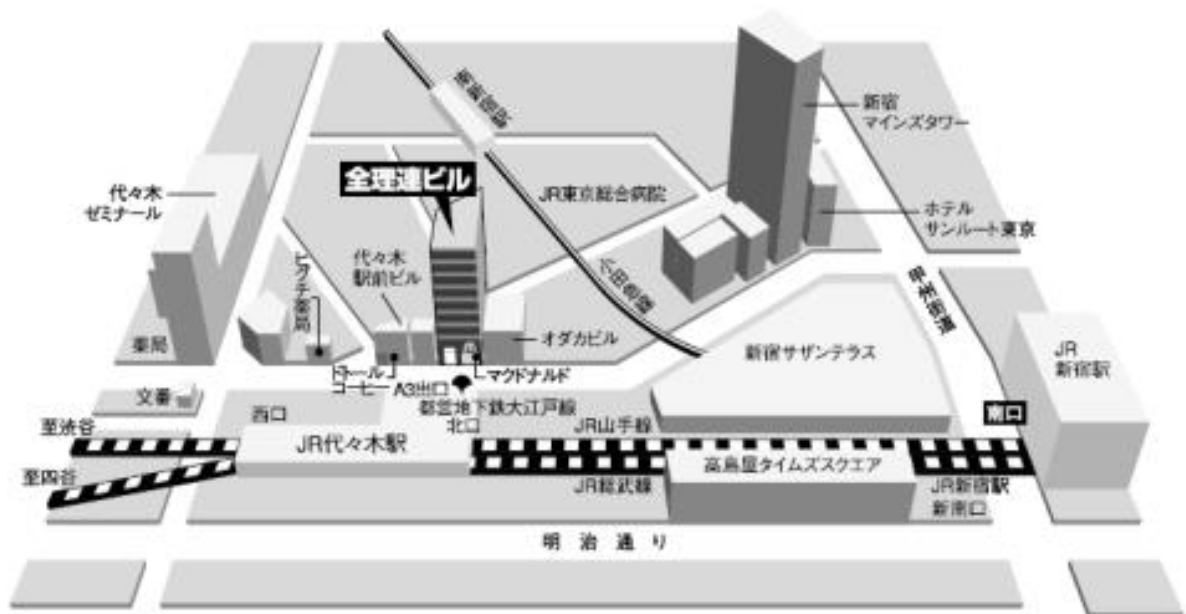 新宿
マインズタワー
代々木
ゼミナール
全理連ビル
JR東京総合病院
ホテル
サンルート東京
代々木
駅前ビル
ヒグチ薬局
小田急線
甲州街道
オダカビル
新宿サザンテラス
JR
新宿駅
薬局
ドトール
コーヒー
A3出口
マクドナルド
交番
西口
都営地下鉄大江戸線
北口
南口
至渋谷
JR山手線
JR代々木駅
高島屋タイムズスクエア
至四谷
JR総武線
JR新宿駅
新南口
明治通り